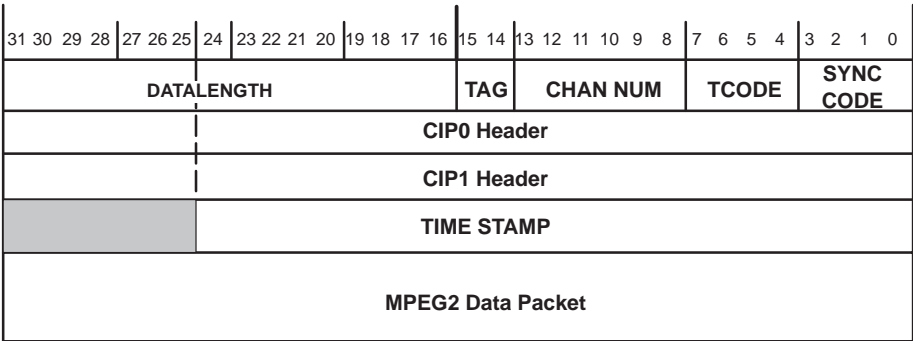 31 30 29 28 27 26 25 24 23 22 21 20 19 18 17 16 15 14 13 12 11 10 9 8 7 6 5 4 3 2 1 0
DATALENGTH TAG CHAN NUM TCODE SYNC CODE
CIP0 Header
CIP1 Header
TIME STAMP
MPEG2 Data Packet